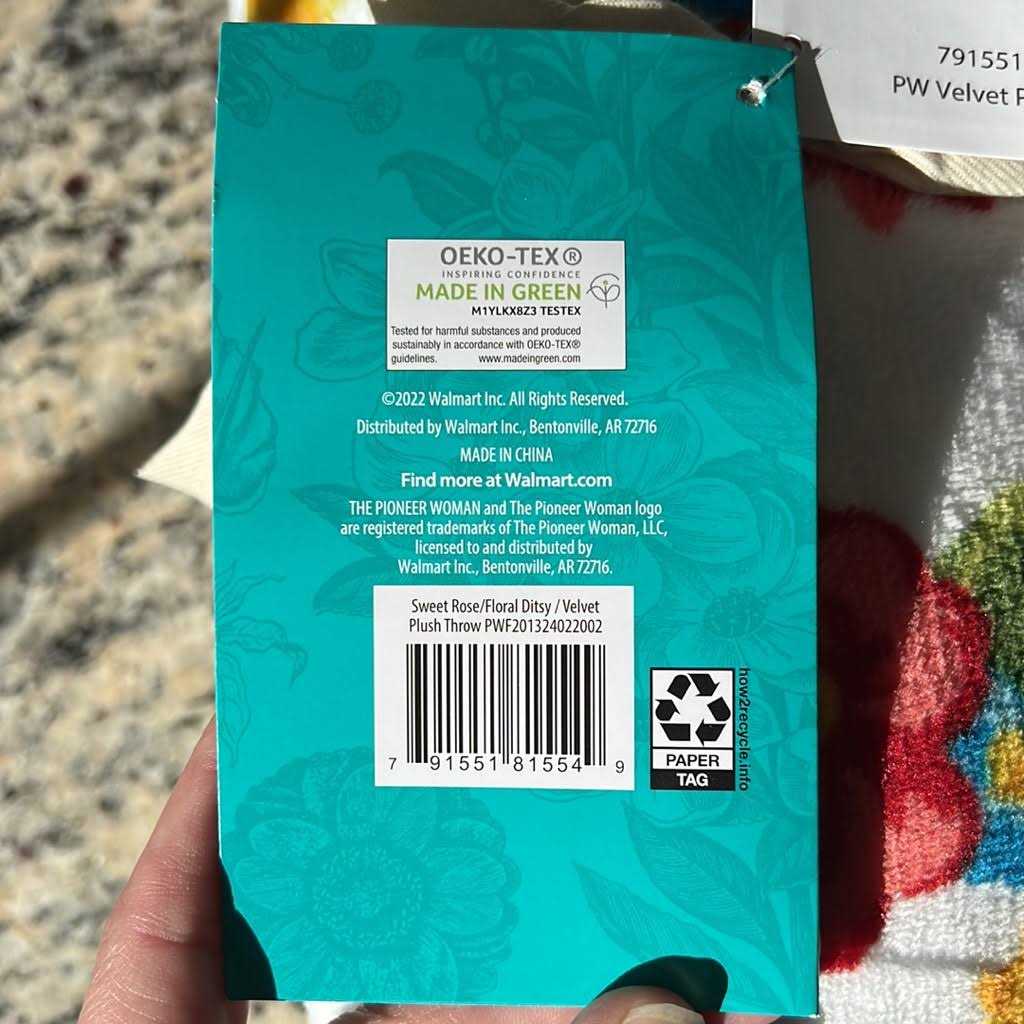 791551
PW Velvet
OEKO-TEX ®
INSPIRING CONFIDENCE
MADE IN GREEN
M1YLKX8Z3 TESTEX
Tested for harmful substances and produced
sustainably in accordance with OEKO-TEX®
guidelines. www.madeingreen.com
©2022 Walmart Inc. All Rights Reserved.
Distributed by Walmart Inc., Bentonville, AR 72716
MADE IN CHINA
Find more at Walmart.com
THE PIONEER WOMAN and The Pioneer Woman logo
are registered trademarks of The Pioneer Woman, LLC,
licensed to and distributed by
Walmart Inc., Bentonville, AR 72716.
Sweet Rose/Floral Ditsy / Velvet
Plush Throw PWF201324022002
7 91551 81554 9
how2recycle.info
PAPER
TAG